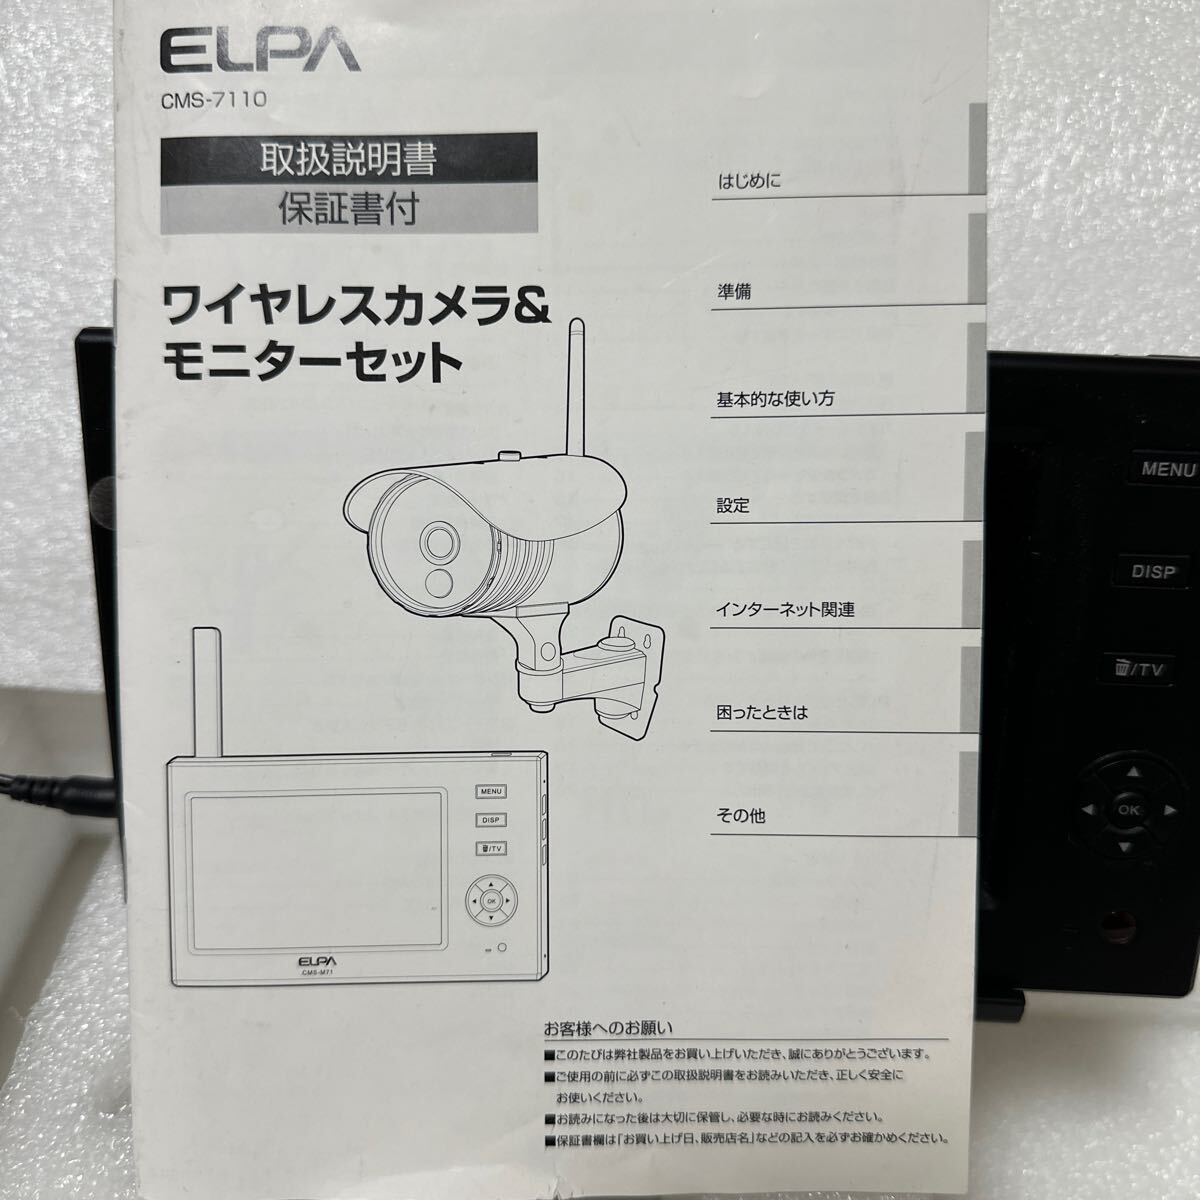 ELPA
CMS-7110
取扱説明書
保証書付
ワイヤレスカメラ&
モニターセット
はじめに
準備
基本的な使い方
設定
インターネット関連
困ったときは
その他
MENU
DISP
/TV
OK
ELPA
CMS-M71
お客様へのお願い
■このたびは弊社製品をお買い上げいただき、誠にありがとうございます。
■ご使用の前に必ずこの取扱説明書をお読みいただき、正しく安全に
お使いください。
■お読みになった後は大切に保管し、必要な時にお読みください。
■保証書欄は「お買い上げ日、販売店名」などの記入を必ずお確かめください。
MENU
DISP
/TV
OK